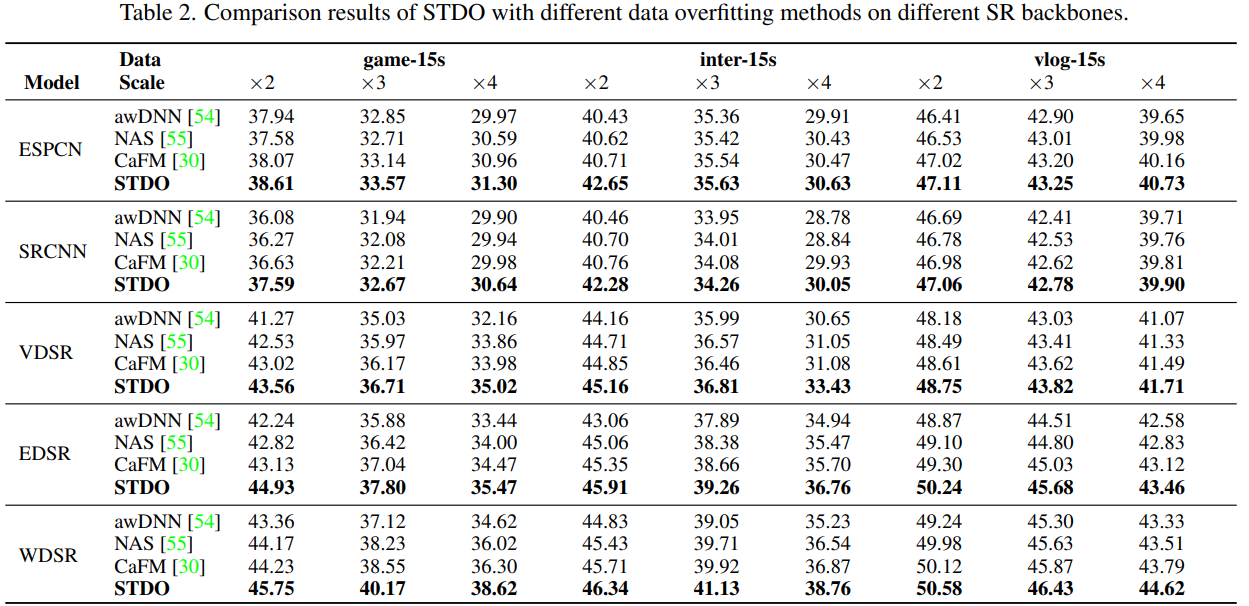 Table 2. Comparison results of STDO with different data overfitting methods on different SR backbones.
Data game-15s inter-15s vlog-15s
Model Scale ×2 ×3 ×4 ×2 ×3 ×4 ×2 ×3 ×4
awDNN [54] 37.94 32.85 29.97 40.43 35.36 29.91 46.41 42.90 39.65
ESPCN NAS [55] 37.58 32.71 30.59 40.62 35.42 30.43 46.53 43.01 39.98
CaFM [30] 38.07 33.14 30.96 40.71 35.54 30.47 47.02 43.20 40.16
STDO 38.61 33.57 31.30 42.65 35.63 30.63 47.11 43.25 40.73
awDNN [54] 36.08 31.94 29.90 40.46 33.95 28.78 46.69 42.41 39.71
SRCNN NAS [55] 36.27 32.08 29.94 40.70 34.01 28.84 46.78 42.53 39.76
CaFM [30] 36.63 32.21 29.98 40.76 34.08 29.93 46.98 42.62 39.81
STDO 37.59 32.67 30.64 42.28 34.26 30.05 47.06 42.78 39.90
awDNN [54] 41.27 35.03 32.16 44.16 35.99 30.65 48.18 43.03 41.07
VDSR NAS [55] 42.53 35.97 33.86 44.71 36.57 31.05 48.49 43.41 41.33
CaFM [30] 43.02 36.17 33.98 44.85 36.46 31.08 48.61 43.62 41.49
STDO 43.56 36.71 35.02 45.16 36.81 33.43 48.75 43.82 41.71
awDNN [54] 42.24 35.88 33.44 43.06 37.89 34.94 48.87 44.51 42.58
EDSR NAS [55] 42.82 36.42 34.00 45.06 38.38 35.47 49.10 44.80 42.83
CaFM [30] 43.13 37.04 34.47 45.35 38.66 35.70 49.30 45.03 43.12
STDO 44.93 37.80 35.47 45.91 39.26 36.76 50.24 45.68 43.46
awDNN [54] 43.36 37.12 34.62 44.83 39.05 35.23 49.24 45.30 43.33
WDSR NAS [55] 44.17 38.23 36.02 45.43 39.71 36.54 49.98 45.63 43.51
CaFM [30] 44.23 38.55 36.30 45.71 39.92 36.87 50.12 45.87 43.79
STDO 45.75 40.17 38.62 46.34 41.13 38.76 50.58 46.43 44.62